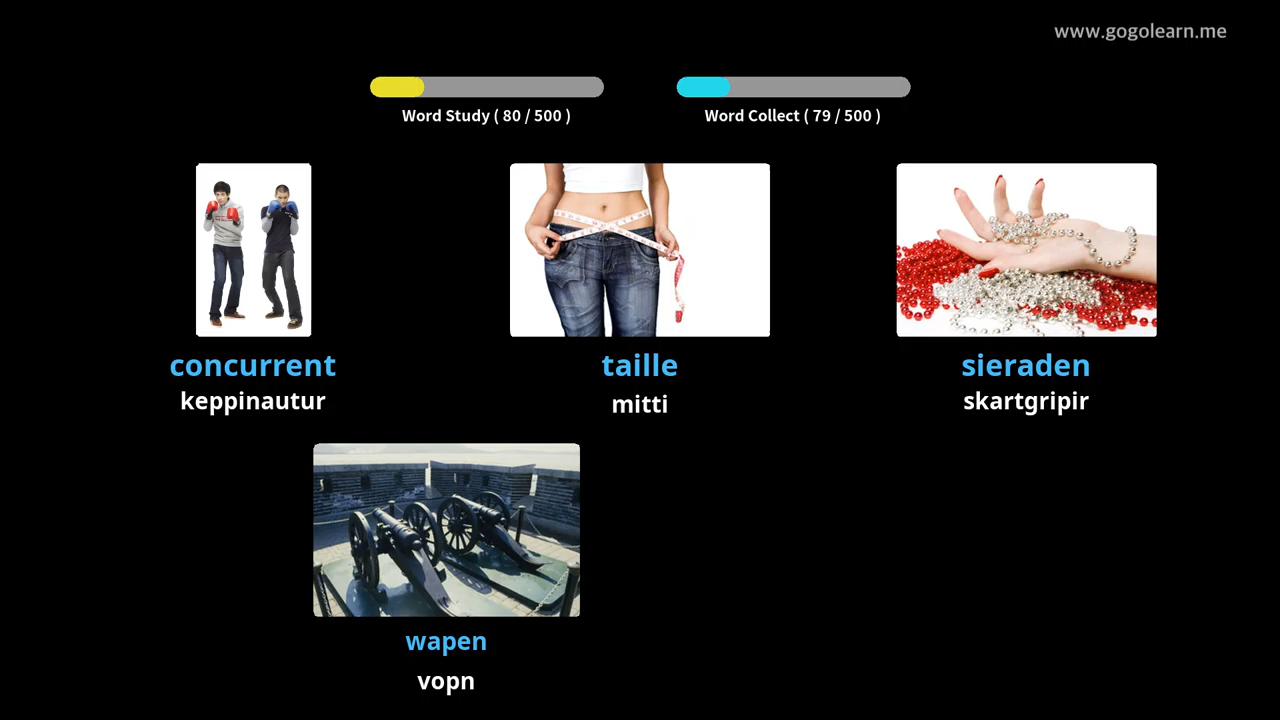 www.gogolearn.me
Word Study ( 80 / 500 )
Word Collect ( 79 / 500 )
concurrent
keppinautur
taille
mitti
sieraden
skartgripir
wapen
vopn